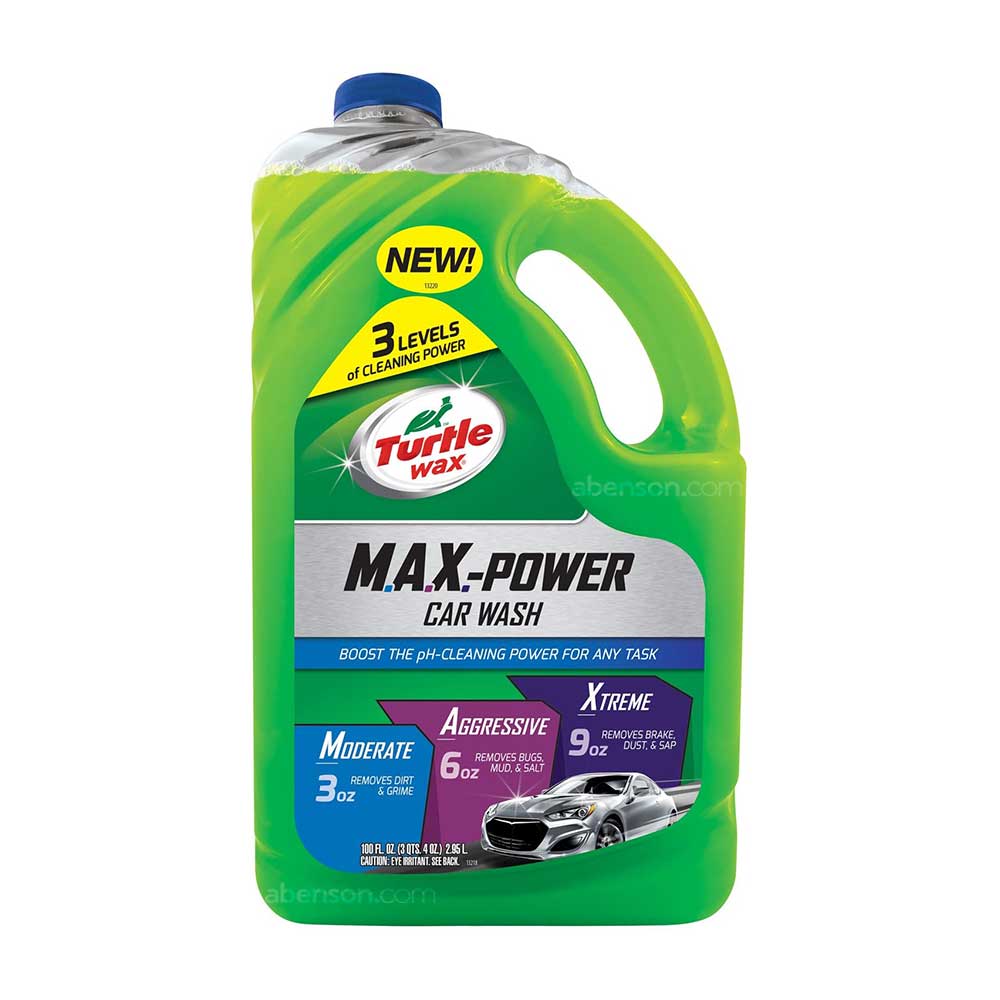 NEW!
13220
3 LEVELS
of CLEANING POWER
Turtle
WAX®
M.A.X.-POWER
CAR WASH
BOOST THE pH-CLEANING POWER FOR ANY TASK
MODERATE
3oz
REMOVES DIRT
& GRIME
AGGRESSIVE
6oz
REMOVES BUGS,
MUD, & SALT
XTREME
9oz
REMOVES BRAKE,
DUST, & SAP
100 FL. OZ. (3 QTS. 4 OZ.) 2.95 L
CAUTION: EYE IRRITANT. SEE BACK.
13218
abenson.com
abenson.com